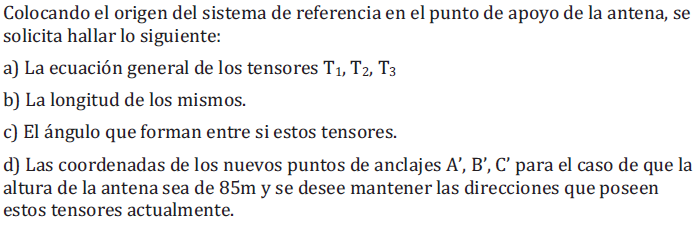 Colocando el origen del sistema de referencia en el punto de apoyo de la antena, se
solicita hallar lo siguiente:
a) La ecuación general de los tensores T₁, T₂, T₃
b) La longitud de los mismos.
c) El ángulo que forman entre si estos tensores.
d) Las coordenadas de los nuevos puntos de anclajes A’, B’, C’ para el caso de que la
altura de la antena sea de 85m y se desee mantener las direcciones que poseen
estos tensores actualmente.